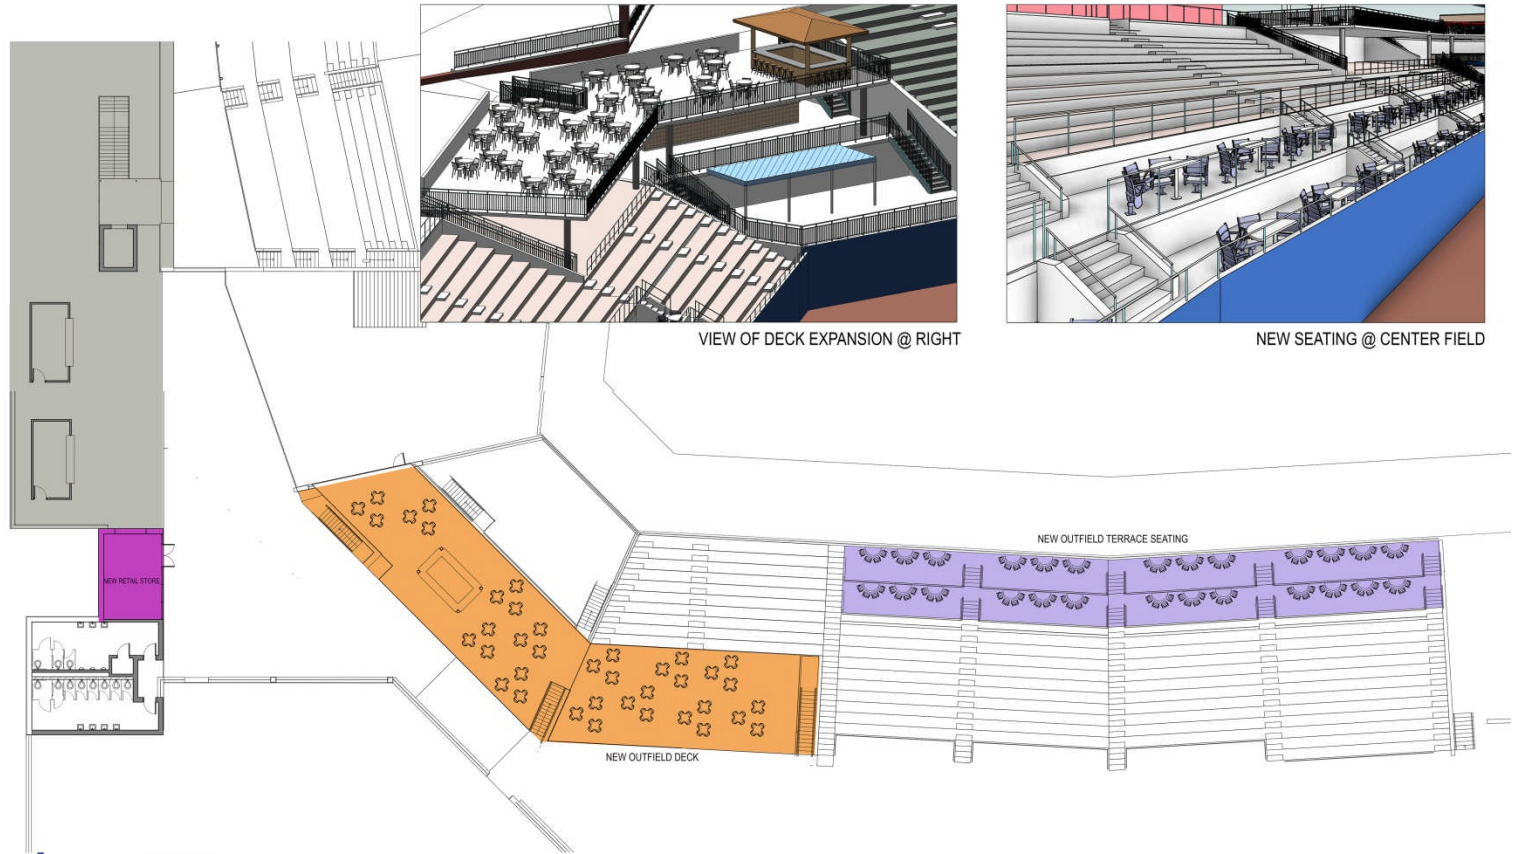 VIEW OF DECK EXPANSION @ RIGHT
NEW SEATING @ CENTER FIELD
NEW OUTFIELD TERRACE SEATING
NEW RETAIL STORE
NEW OUTFIELD DECK